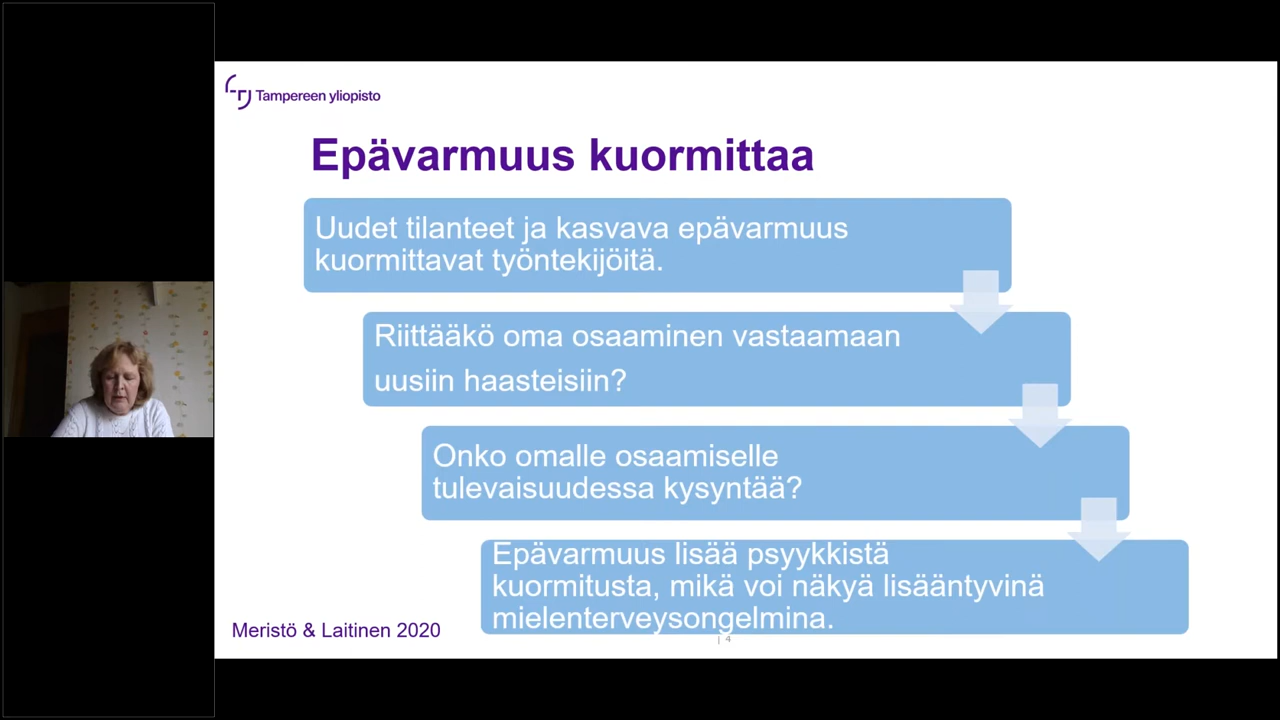 Tampereen yliopisto
Epävarmuus kuormittaa
Uudet tilanteet ja kasvava epävarmuus
kuormittavat työntekijöitä.
Riittääkö oma osaaminen vastaamaan
uusiin haasteisiin?
Onko omalle osaamiselle
tulevaisuudessa kysyntää?
Epävarmuus lisää psyykkistä
kuormitusta, mikä voi näkyä lisääntyvinä
mielenterveysongelmina.
Meristö & Laitinen 2020
| 4